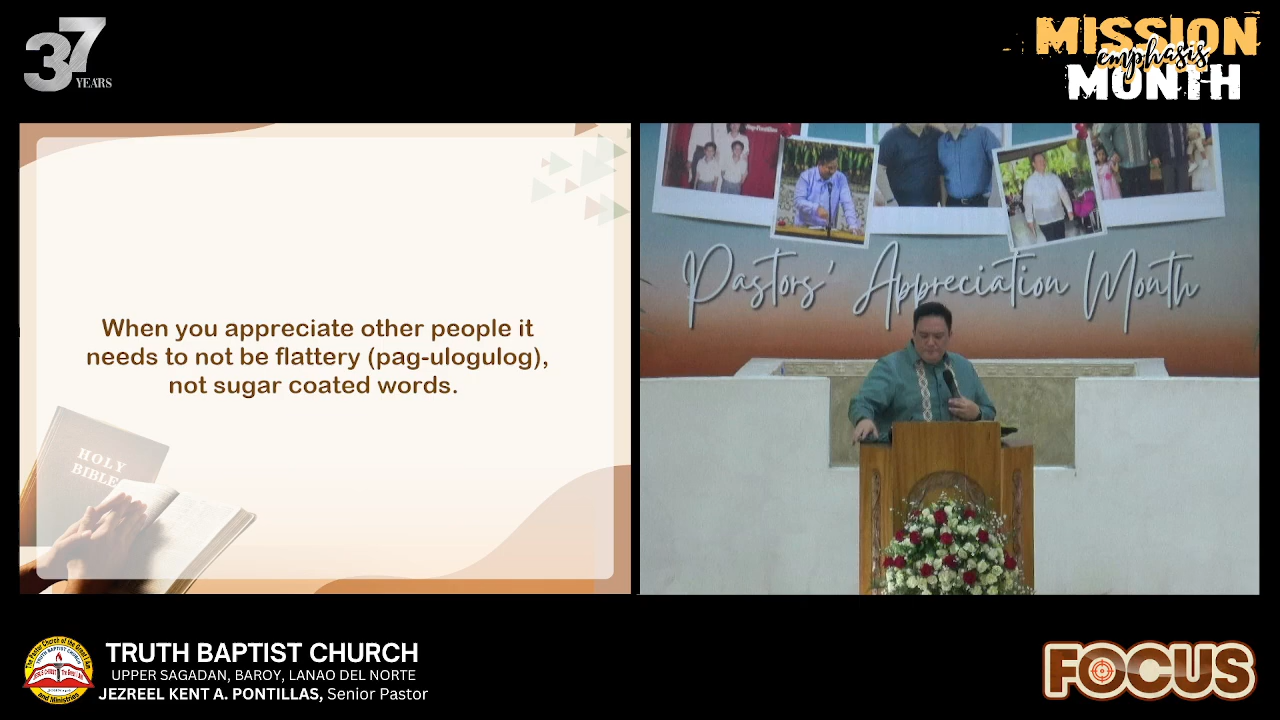 37
YEARS
MISSION
emphasis
MONTH
When you appreciate other people it
needs to not be flattery (pag-ulogulog),
not sugar coated words.
HOLY
BIBLE
Pastors' Appreciation Month
TRUTH BAPTIST CHURCH
UPPER SAGADAN, BAROY, LANAO DEL NORTE
JEZREEL KENT A. PONTILLAS, Senior Pastor
FOCUS